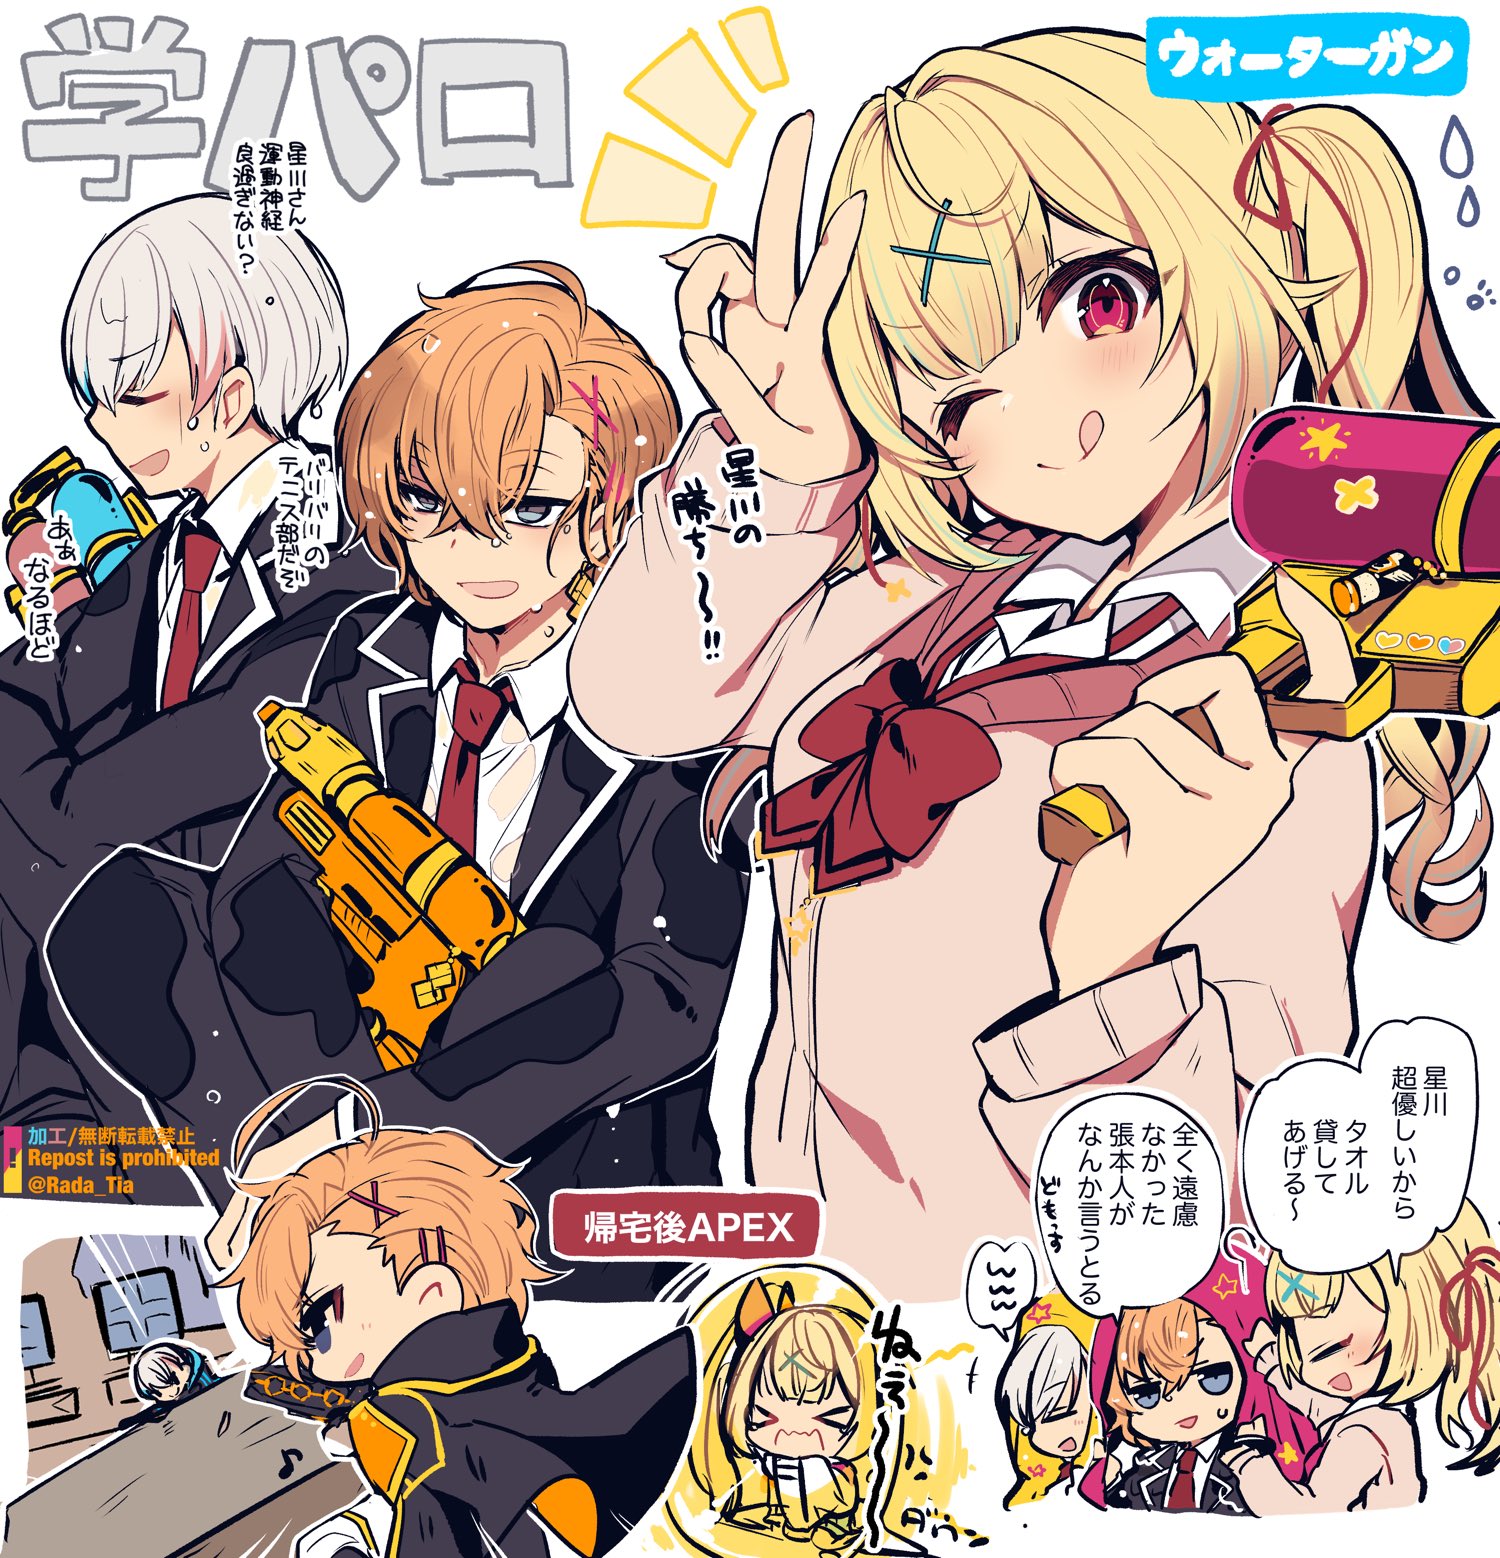 学パロ
ウォーターガン
星川さん
運動神経
良過ぎない？
バリバリの
テニス部だぞ
あぁ
なるほど
星川の
勝ち〜〜!!
星川
超優しいから
タオル
貸して
あげる〜
全く遠慮
なかった
張本人が
なんか言うとる
どもっす
加工/無断転載禁止
Repost is prohibited
@Rada_Tia
帰宅後APEX
ねぇ〜〜〜